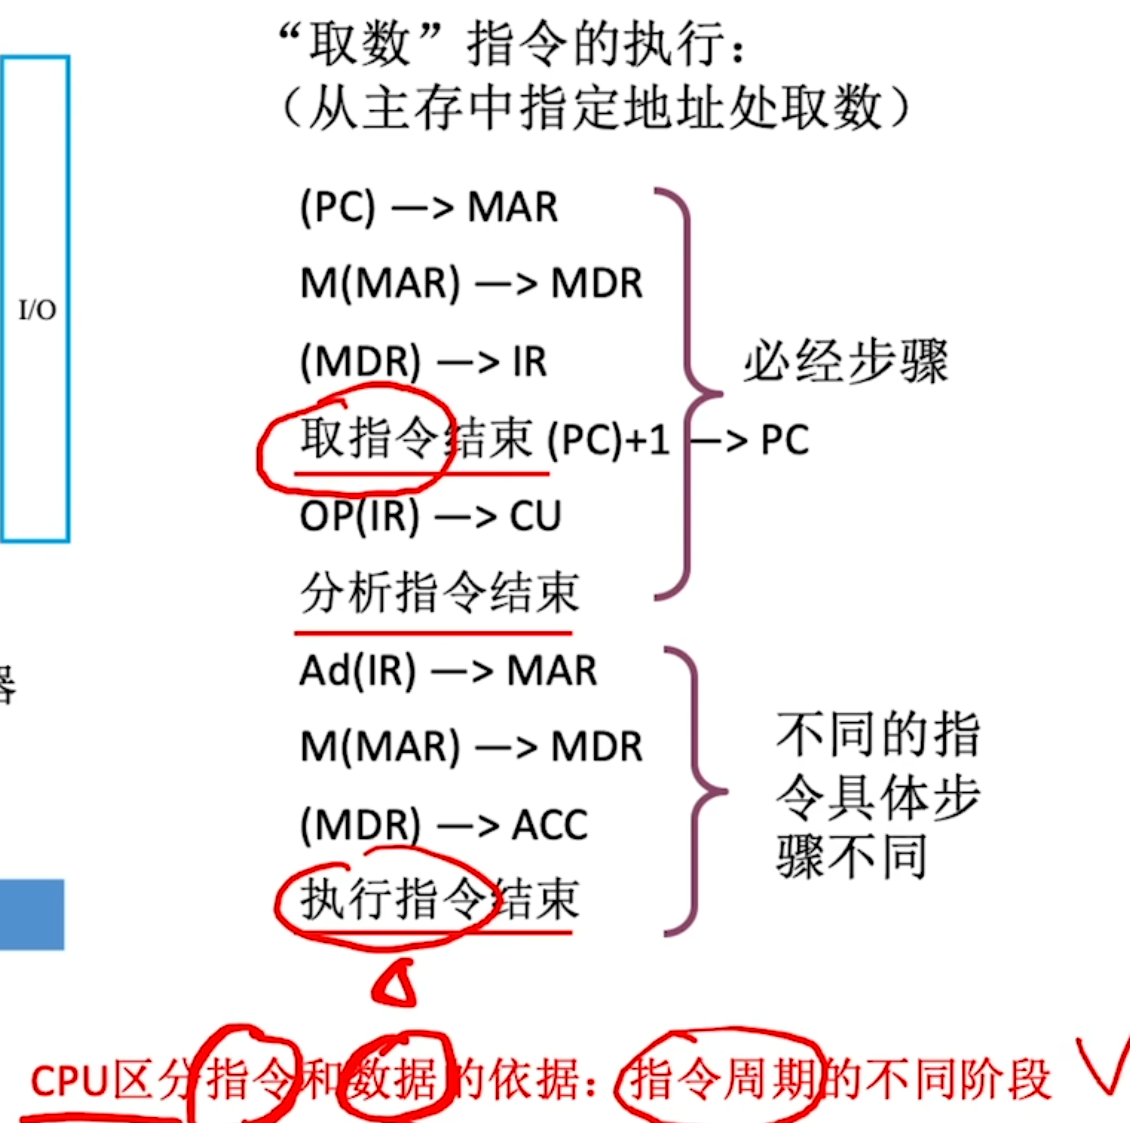 “取数”指令的执行：
（从主存中指定地址处取数）
(PC) —> MAR
M(MAR) —> MDR
I/O
(MDR) —> IR
必经步骤
取指令结束 (PC)+1 —> PC
OP(IR) —> CU
分析指令结束
Ad(IR) —> MAR
器
M(MAR) —> MDR
不同的指
令具体步
骤不同
(MDR) —> ACC
执行指令结束
CPU区分指令和数据的依据：指令周期的不同阶段